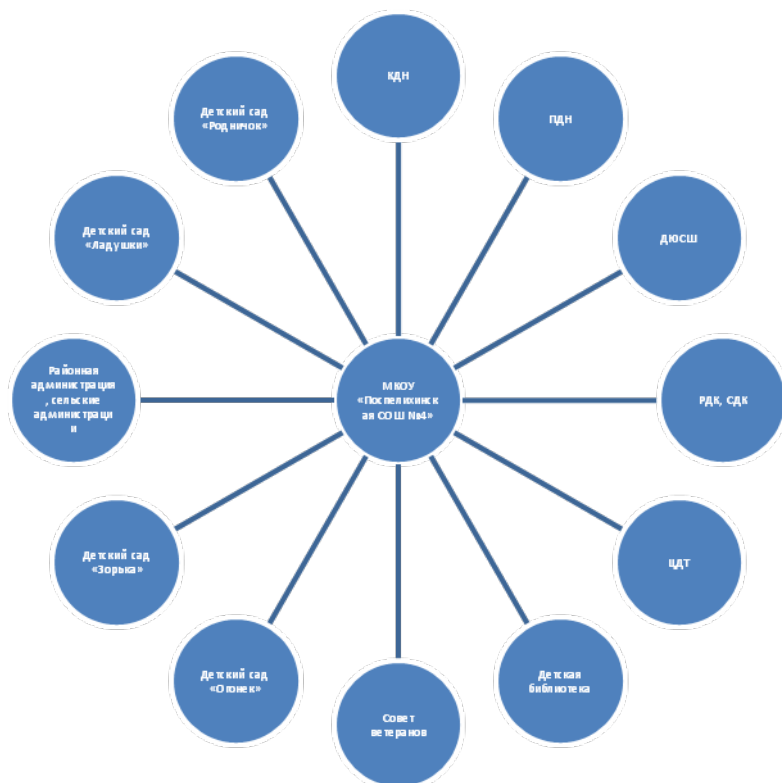 КДН
ПДН
ДЮСШ
РДК, СДК
ЦДТ
Детская
библиотека
Совет
ветеранов
Детский сад
«Огонек»
Детский сад
«Зорька»
Районная
администрация
, сельские
администраци
и
Детский сад
«Ладушки»
Детский сад
«Родничок»
МКОУ
«Поспелихинск
ая СОШ №4»